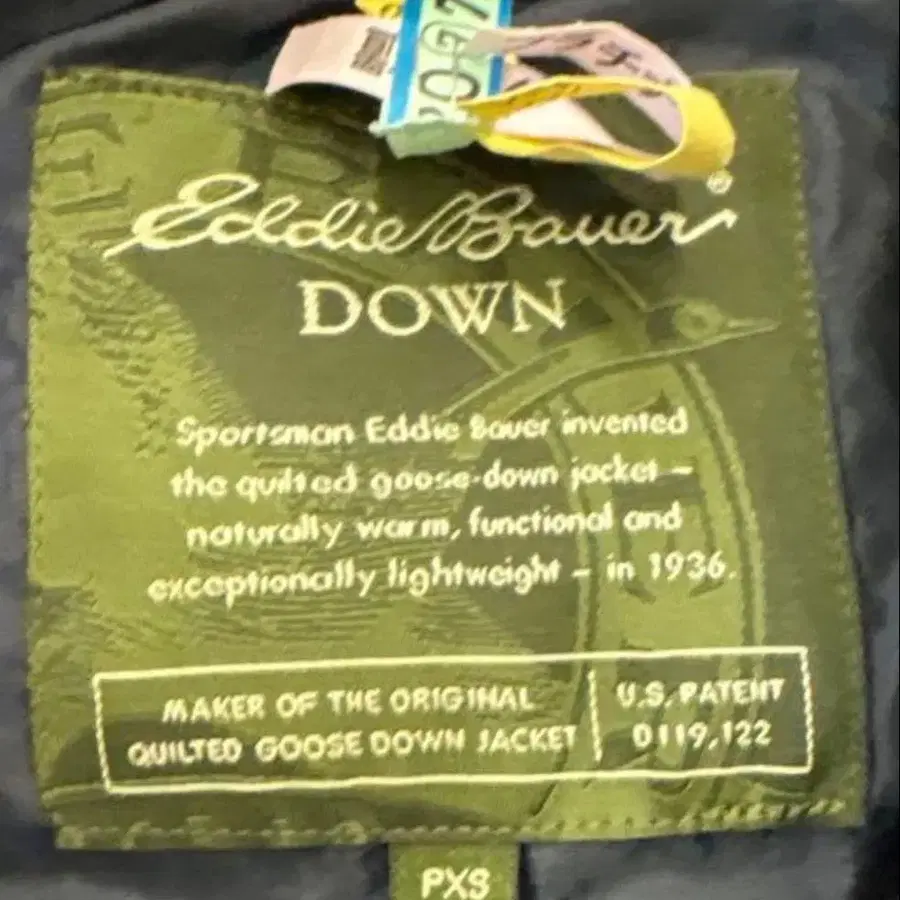 Eddie Bauer®
DOWN
Sportsman Eddie Bauer invented
the quilted goose-down jacket –
naturally warm, functional and
exceptionally lightweight – in 1936.
MAKER OF THE ORIGINAL
QUILTED GOOSE DOWN JACKET
U.S. PATENT
D119,122
PXS